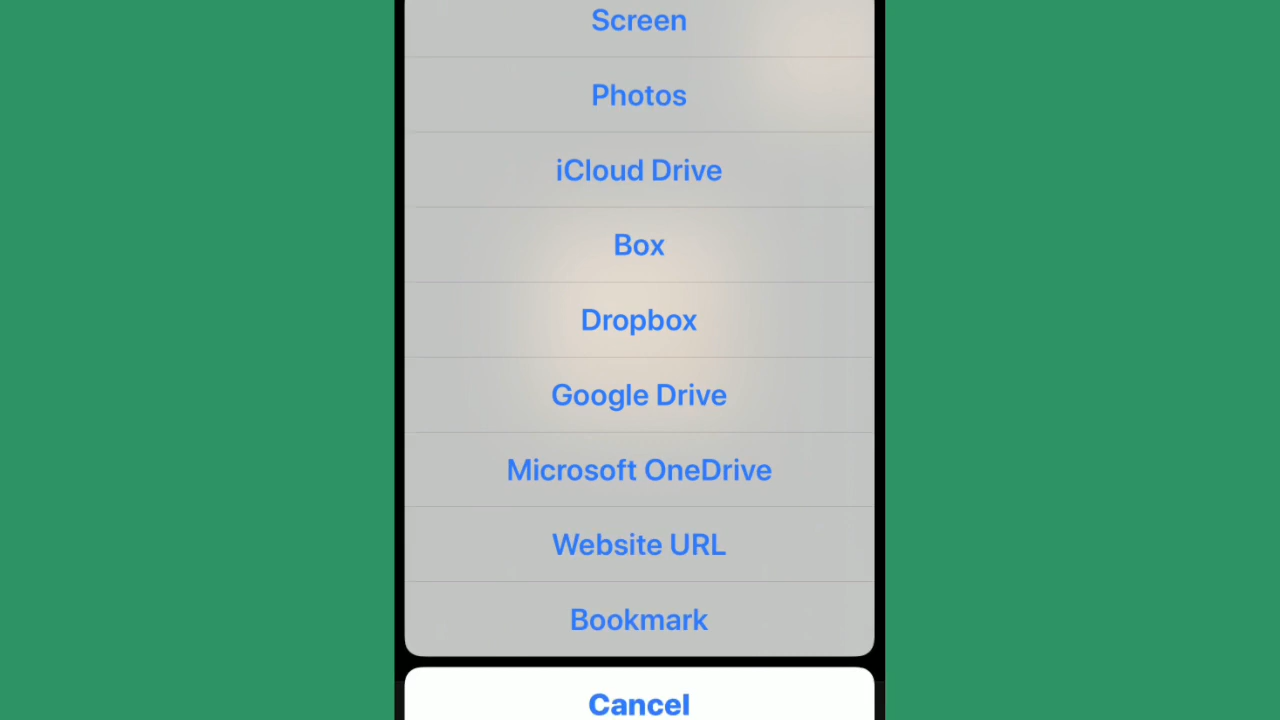 Screen
Photos
iCloud Drive
Box
Dropbox
Google Drive
Microsoft OneDrive
Website URL
Bookmark
Cancel